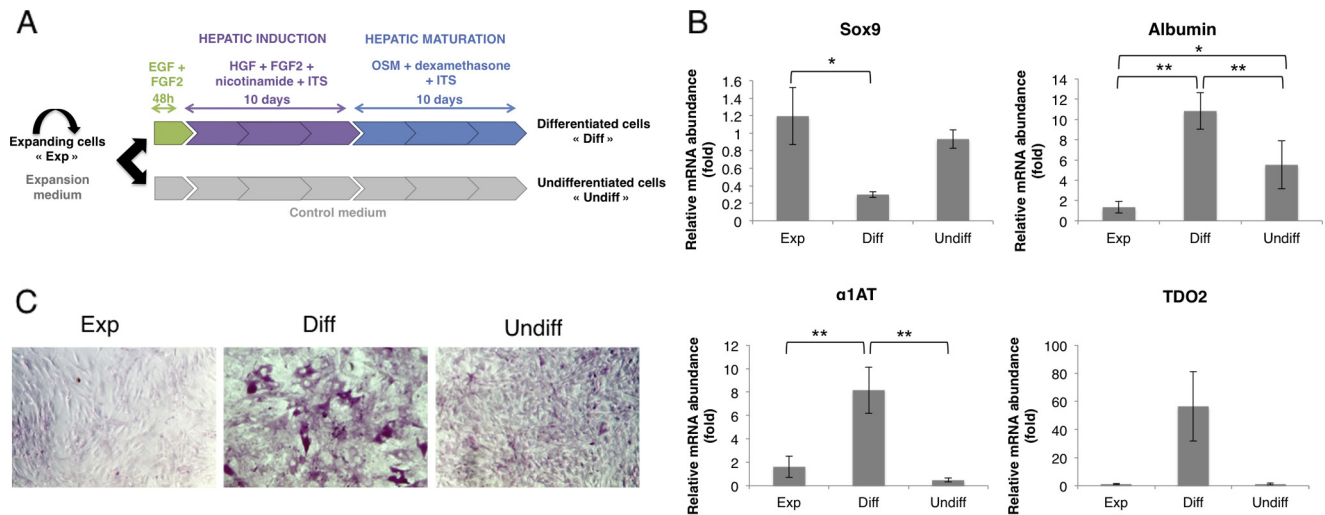 A
HEPATIC INDUCTION
HEPATIC MATURATION
EGF +
FGF2
48h
HGF + FGF2 +
nicotinamide + ITS
10 days
OSM + dexamethasone
+ ITS
10 days
Expanding cells
« Exp »
Expansion
medium
Differentiated cells
« Diff »
Undifferentiated cells
« Undiff »
Control medium
B
Sox9
Relative mRNA abundance
(fold)
1.6
1.4
1.2
1
0.8
0.6
0.4
0.2
0
*
Exp Diff Undiff
Albumin
Relative mRNA abundance
(fold)
14
12
10
8
6
4
2
0
*
** **
Exp Diff Undiff
α1AT
Relative mRNA abundance
(fold)
12
10
8
6
4
2
0
** **
Exp Diff Undiff
TDO2
Relative mRNA abundance
(fold)
100
80
60
40
20
0
Exp Diff Undiff
C
Exp Diff Undiff